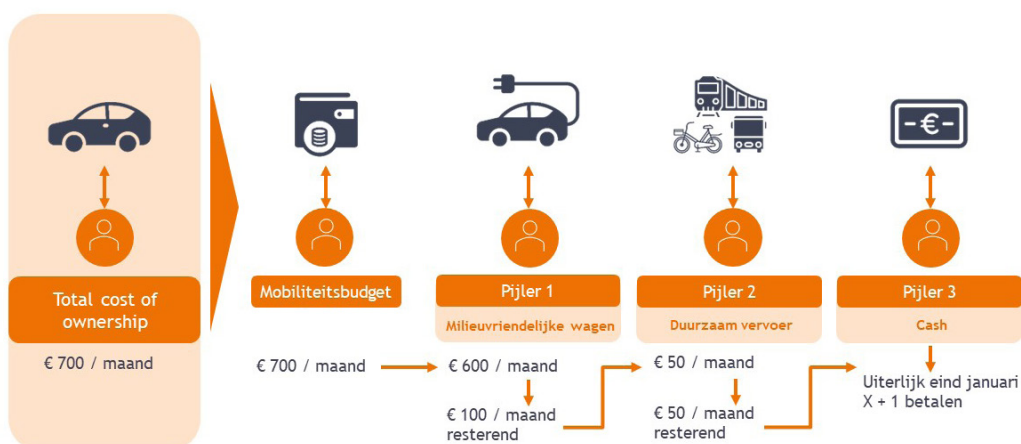 Total cost of
ownership
€ 700 / maand
Mobiliteitsbudget
€ 700 / maand
Pijler 1
Milieuvriendelijke wagen
€ 600 / maand
€ 100 / maand
resterend
Pijler 2
Duurzaam vervoer
€ 50 / maand
€ 50 / maand
resterend
-€-
Pijler 3
Cash
Uiterlijk eind januari
X + 1 betalen